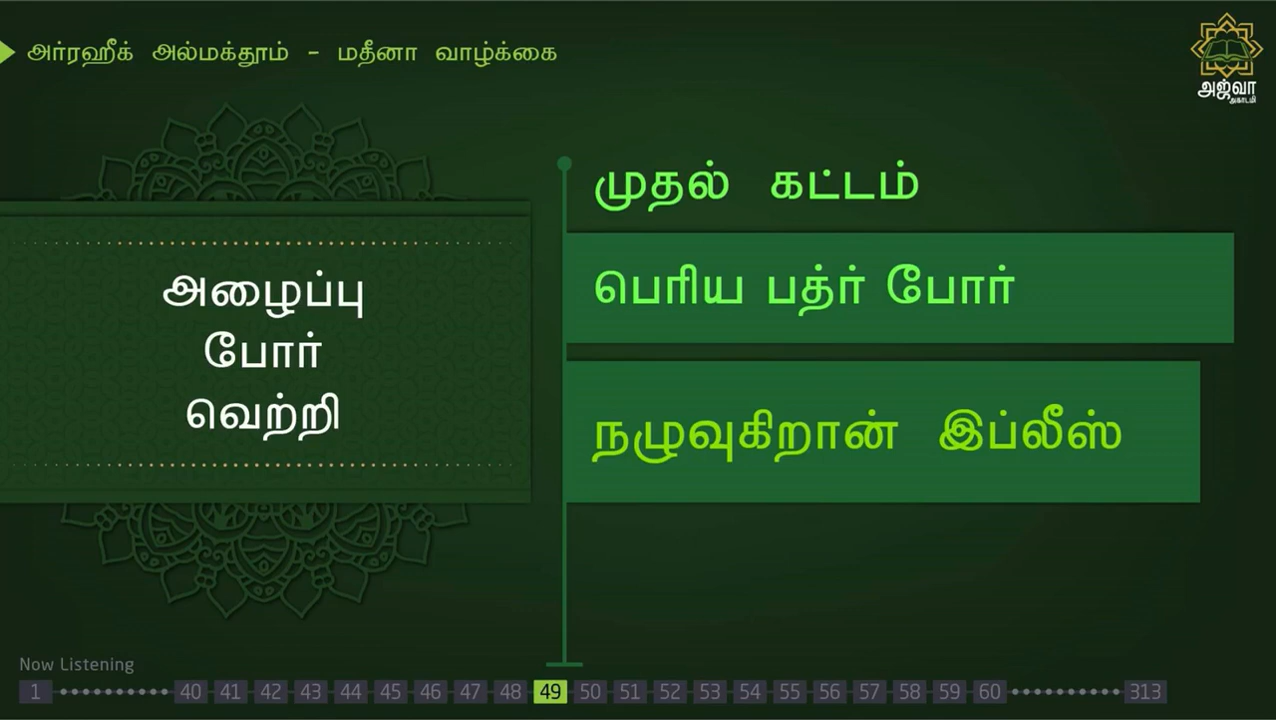 அர்ரஹீக் அல்மக்தூம் - மதீனா வாழ்க்கை
அஜ்வா
அகாடமி
அழைப்பு
போர்
வெற்றி
முதல் கட்டம்
பெரிய பத்ர் போர்
நழுவுகிறான் இப்லீஸ்
Now Listening
1 40 41 42 43 44 45 46 47 48 49 50 51 52 53 54 55 56 57 58 59 60 313